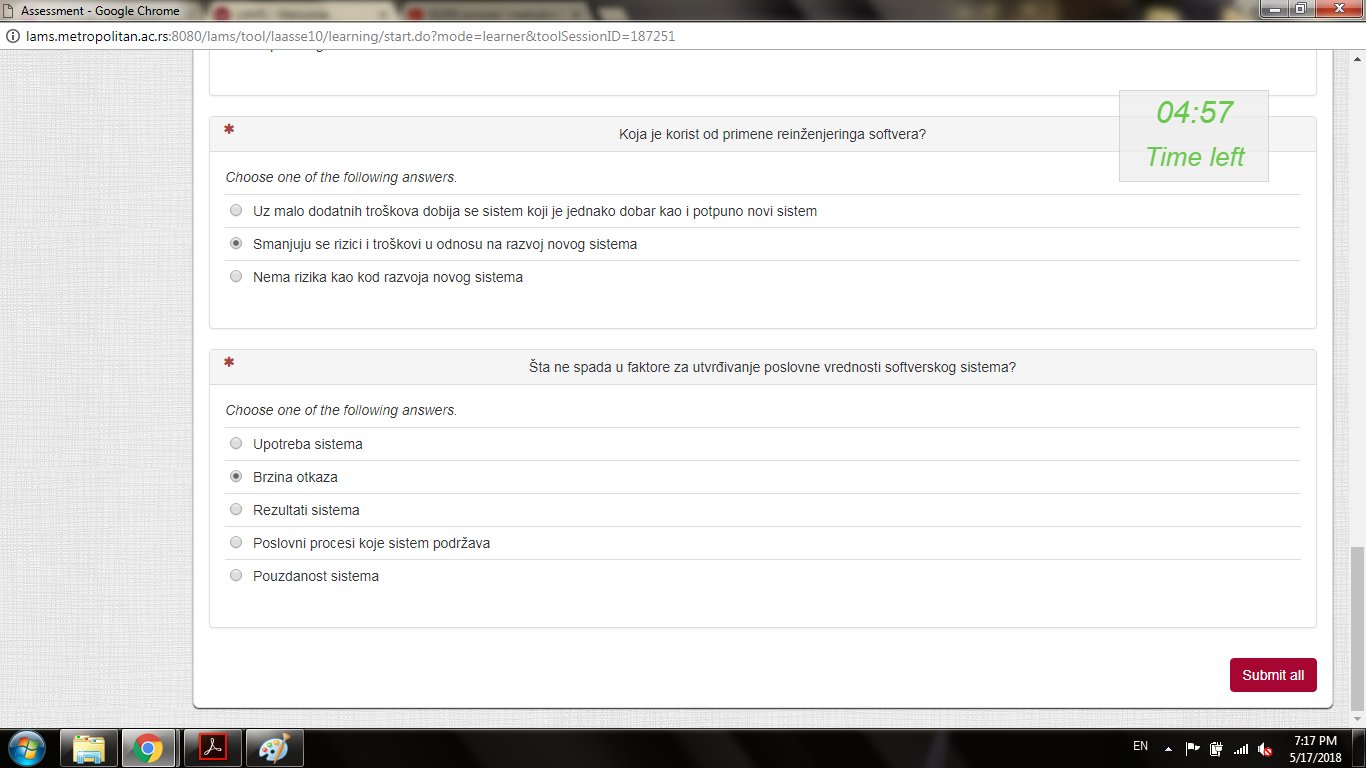 Assessment - Google Chrome
lams.metropolitan.ac.rs:8080/lams/tool/laasse10/learning/start.do?mode=learner&toolSessionID=187251
04:57
Time left
* Koja je korist od primene reinženjeringa softvera?
Choose one of the following answers.
Uz malo dodatnih troškova dobija se sistem koji je jednako dobar kao i potpuno novi sistem
Smanjuju se rizici i troškovi u odnosu na razvoj novog sistema
Nema rizika kao kod razvoja novog sistema
* Šta ne spada u faktore za utvrđivanje poslovne vrednosti softverskog sistema?
Choose one of the following answers.
Upotreba sistema
Brzina otkaza
Rezultati sistema
Poslovni procesi koje sistem podržava
Pouzdanost sistema
Submit all
EN
7:17 PM
5/17/2018